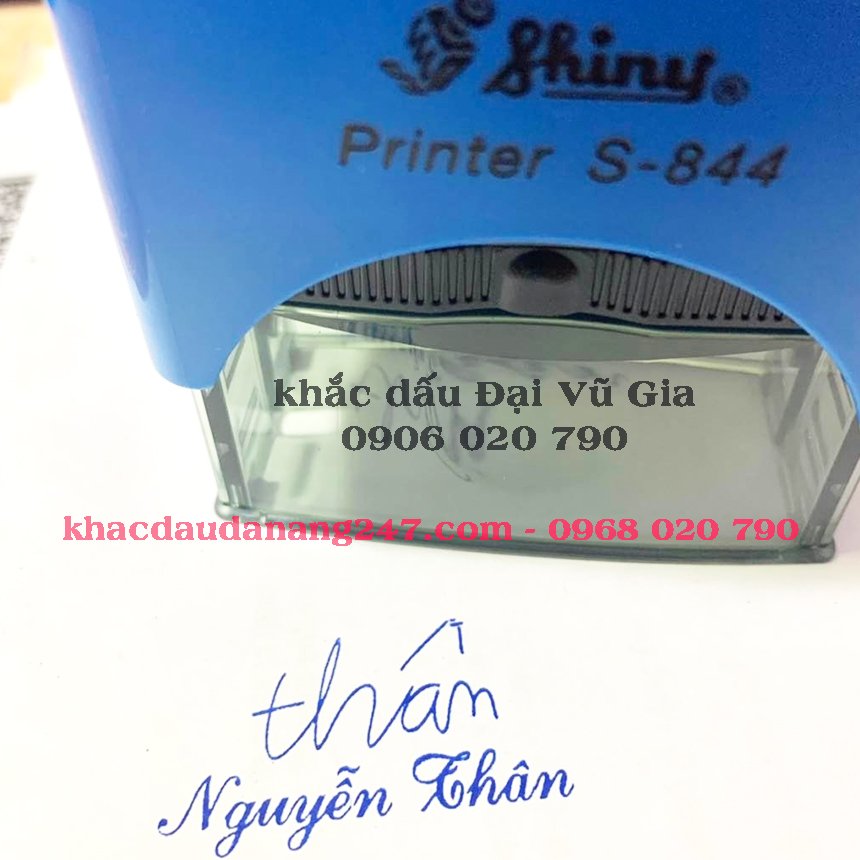 Shiny®
Printer S-844
khắc dấu Đại Vũ Gia
0906 020 790
khacdaudanang247.com - 0968 020 790
thân
Nguyễn Thân